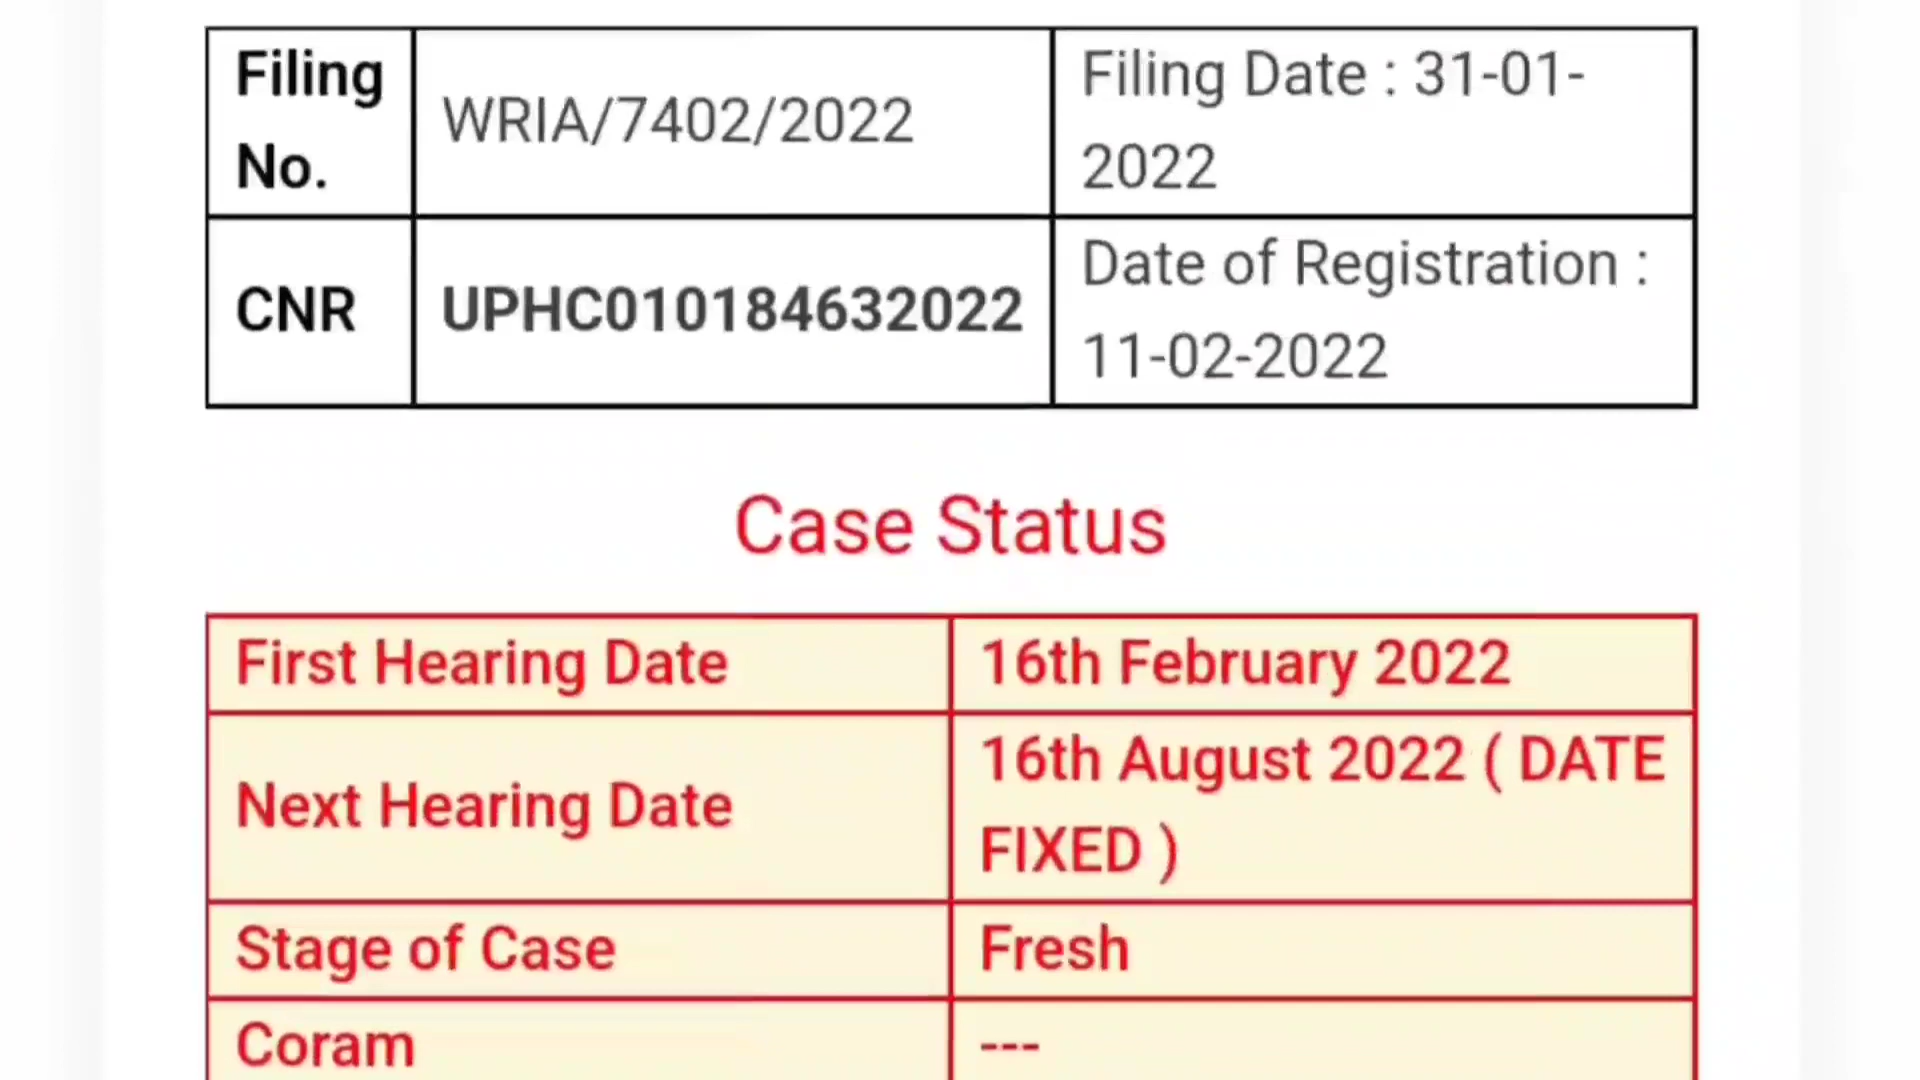 Filing
No.
WRIA/7402/2022
Filing Date : 31-01-
2022
CNR
UPHC010184632022
Date of Registration :
11-02-2022
Case Status
First Hearing Date
16th February 2022
Next Hearing Date
16th August 2022 ( DATE
FIXED )
Stage of Case
Fresh
Coram
---